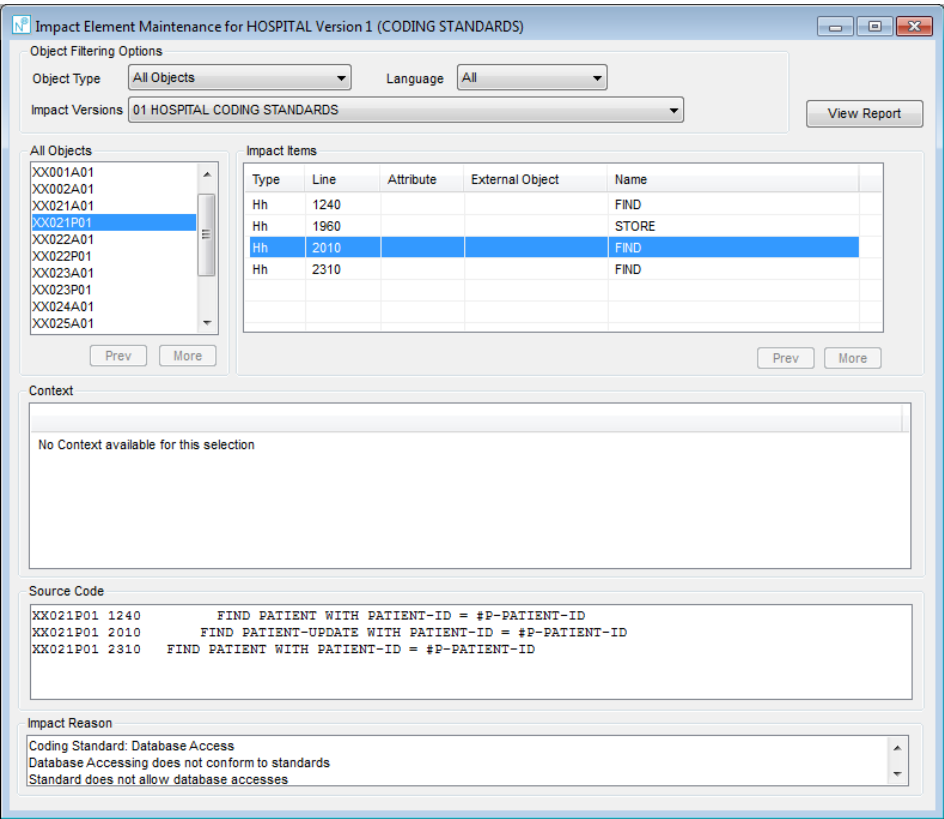 Impact Element Maintenance for HOSPITAL Version 1 (CODING STANDARDS)
Object Filtering Options
Object Type All Objects Language All
Impact Versions 01 HOSPITAL CODING STANDARDS
View Report
All Objects
XX001A01
XX002A01
XX021A01
XX021P01
XX022A01
XX022P01
XX023A01
XX023P01
XX024A01
XX025A01
Prev More
Impact Items
Type Line Attribute External Object Name
Hh 1240 FIND
Hh 1960 STORE
Hh 2010 FIND
Hh 2310 FIND
Prev More
Context
No Context available for this selection
Source Code
XX021P01 1240 FIND PATIENT WITH PATIENT-ID = #P-PATIENT-ID
XX021P01 2010 FIND PATIENT-UPDATE WITH PATIENT-ID = #P-PATIENT-ID
XX021P01 2310 FIND PATIENT WITH PATIENT-ID = #P-PATIENT-ID
Impact Reason
Coding Standard: Database Access
Database Accessing does not conform to standards
Standard does not allow database accesses